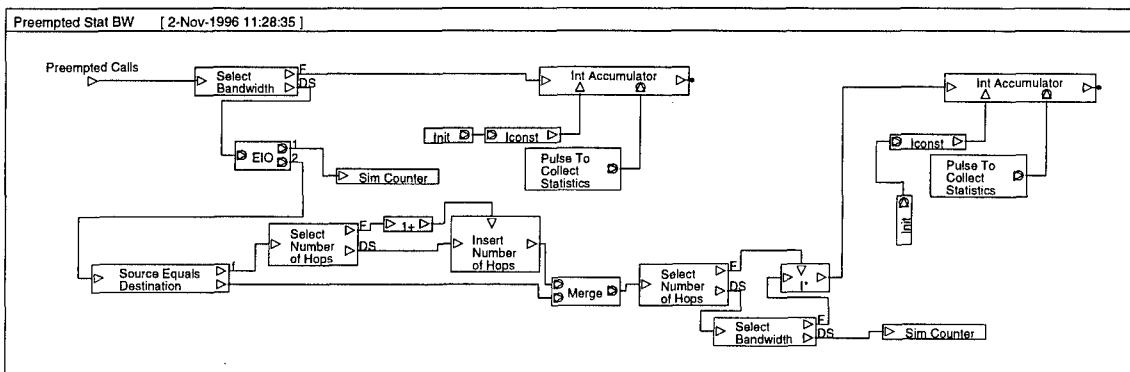 Preempted Stat BW [ 2-Nov-1996 11:28:35 ]
Preempted Calls
Select
Bandwidth
F
DS
Int Accumulator
Init
Iconst
Pulse To
Collect
Statistics
Int Accumulator
Iconst
Pulse To
Collect
Statistics
Init
EIO
1
2
Sim Counter
Source Equals
Destination
f
Select
Number
of Hops
F
DS
1+
Insert
Number
of Hops
Merge
Select
Number
of Hops
F
DS
I*
Select
Bandwidth
F
DS
Sim Counter